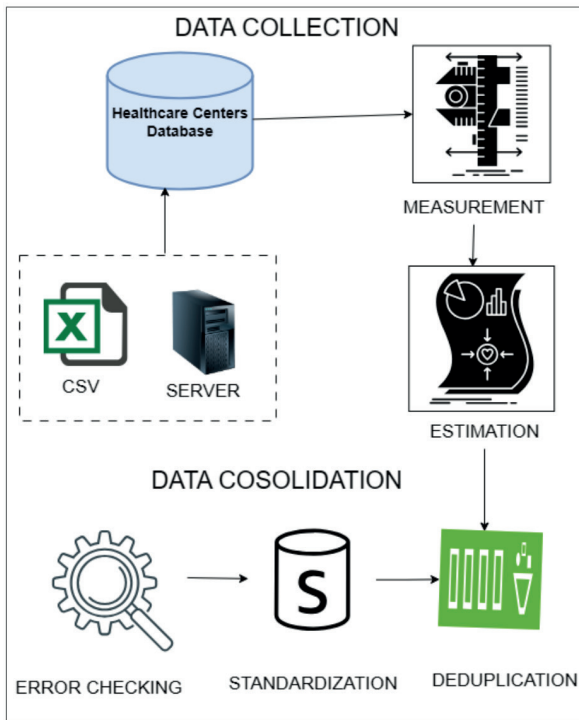 DATA COLLECTION
Healthcare Centers
Database
MEASUREMENT
X
CSV
SERVER
ESTIMATION
DATA COSOLIDATION
S
ERROR CHECKING
STANDARDIZATION
DEDUPLICATION